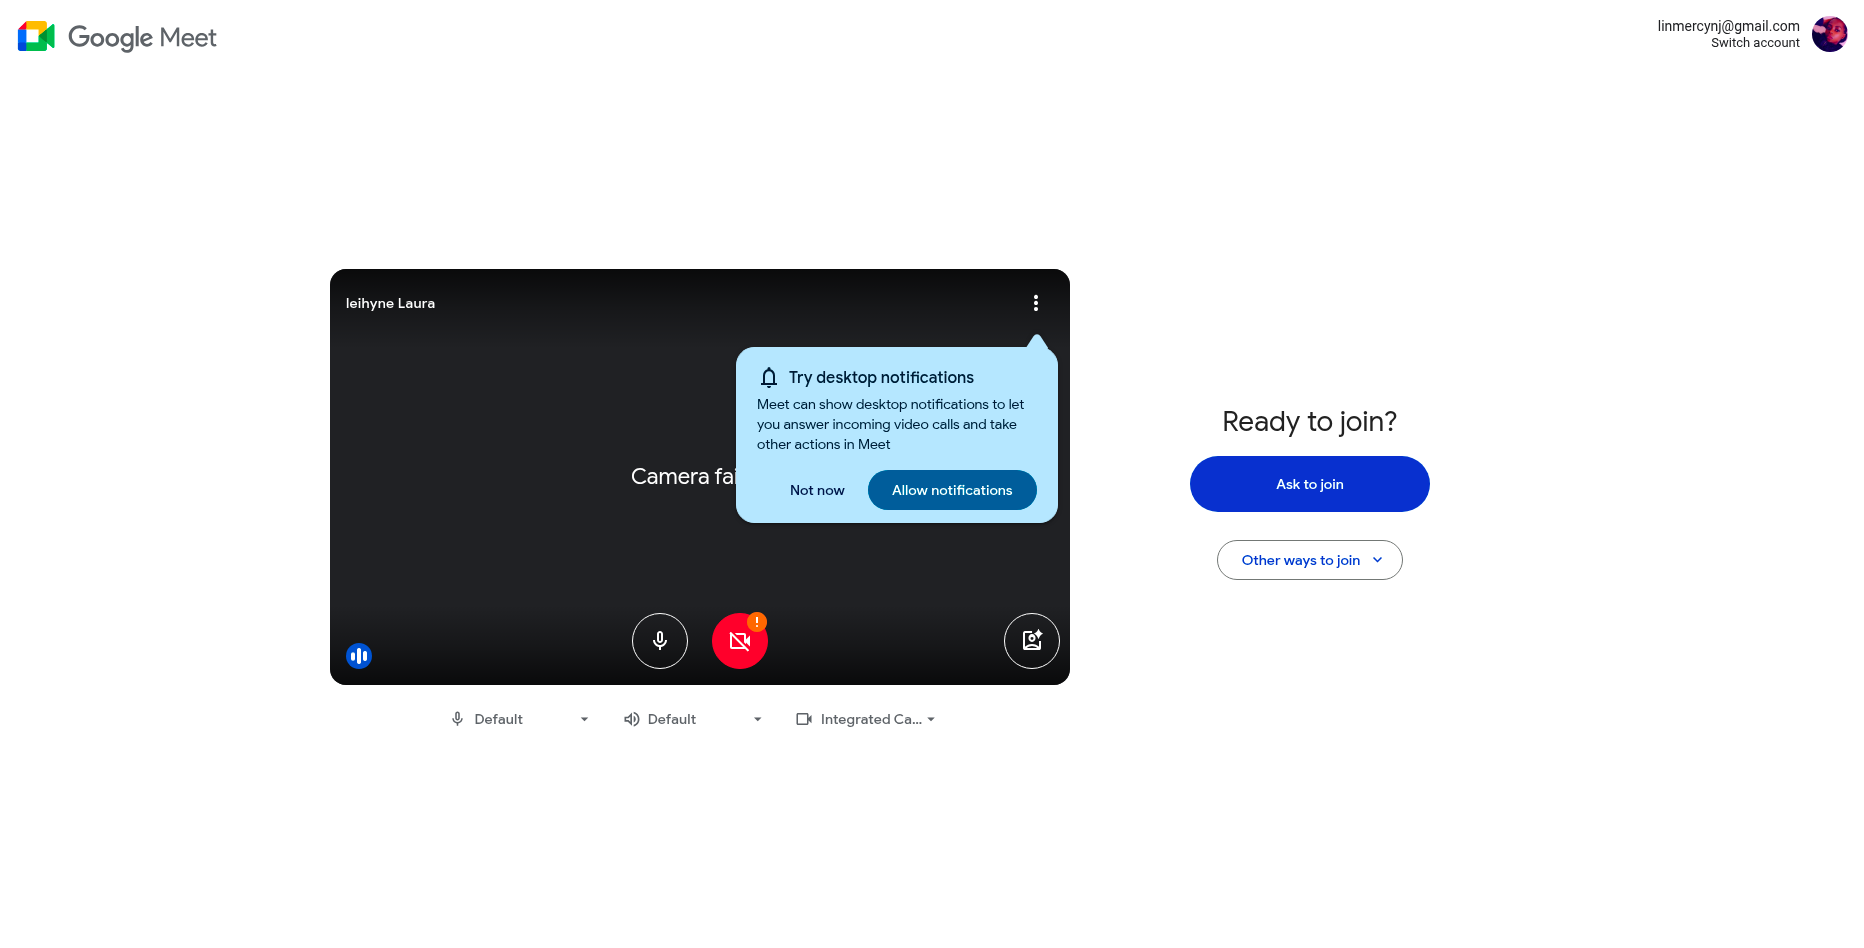 Google Meet
linmercynj@gmail.com
Switch account
leihyne Laura
Try desktop notifications
Meet can show desktop notifications to let
you answer incoming video calls and take
other actions in Meet
Not now
Allow notifications
Camera fai
Ready to join?
Ask to join
Other ways to join
Default
Default
Integrated Ca...